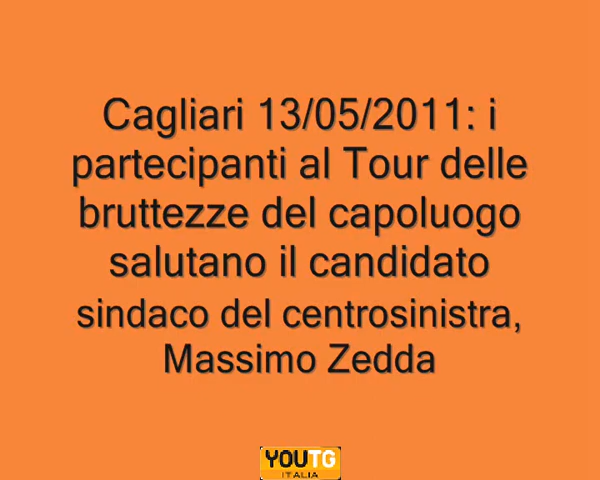 Cagliari 13/05/2011: i
partecipanti al Tour delle
bruttezze del capoluogo
salutano il candidato
sindaco del centrosinistra,
Massimo Zedda
YOUTG
ITALIA